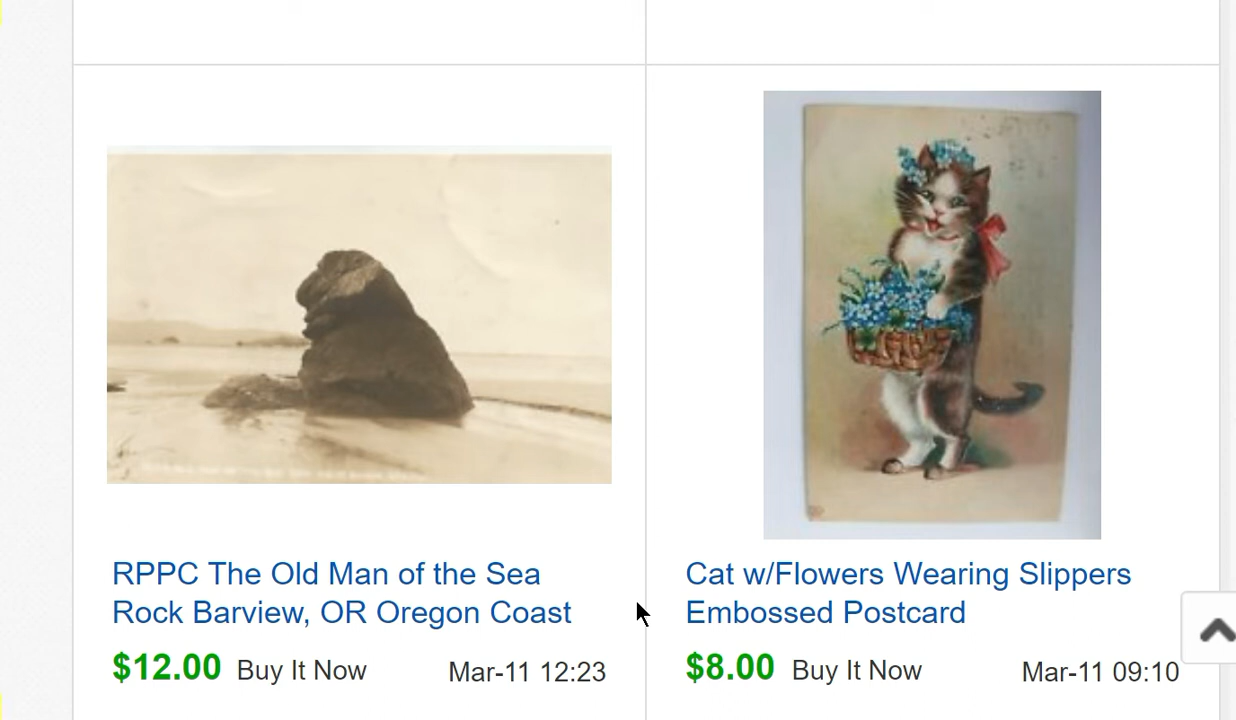 RPPC The Old Man of the Sea
Rock Barview, OR Oregon Coast
$12.00 Buy It Now Mar-11 12:23
Cat w/Flowers Wearing Slippers
Embossed Postcard
$8.00 Buy It Now Mar-11 09:10